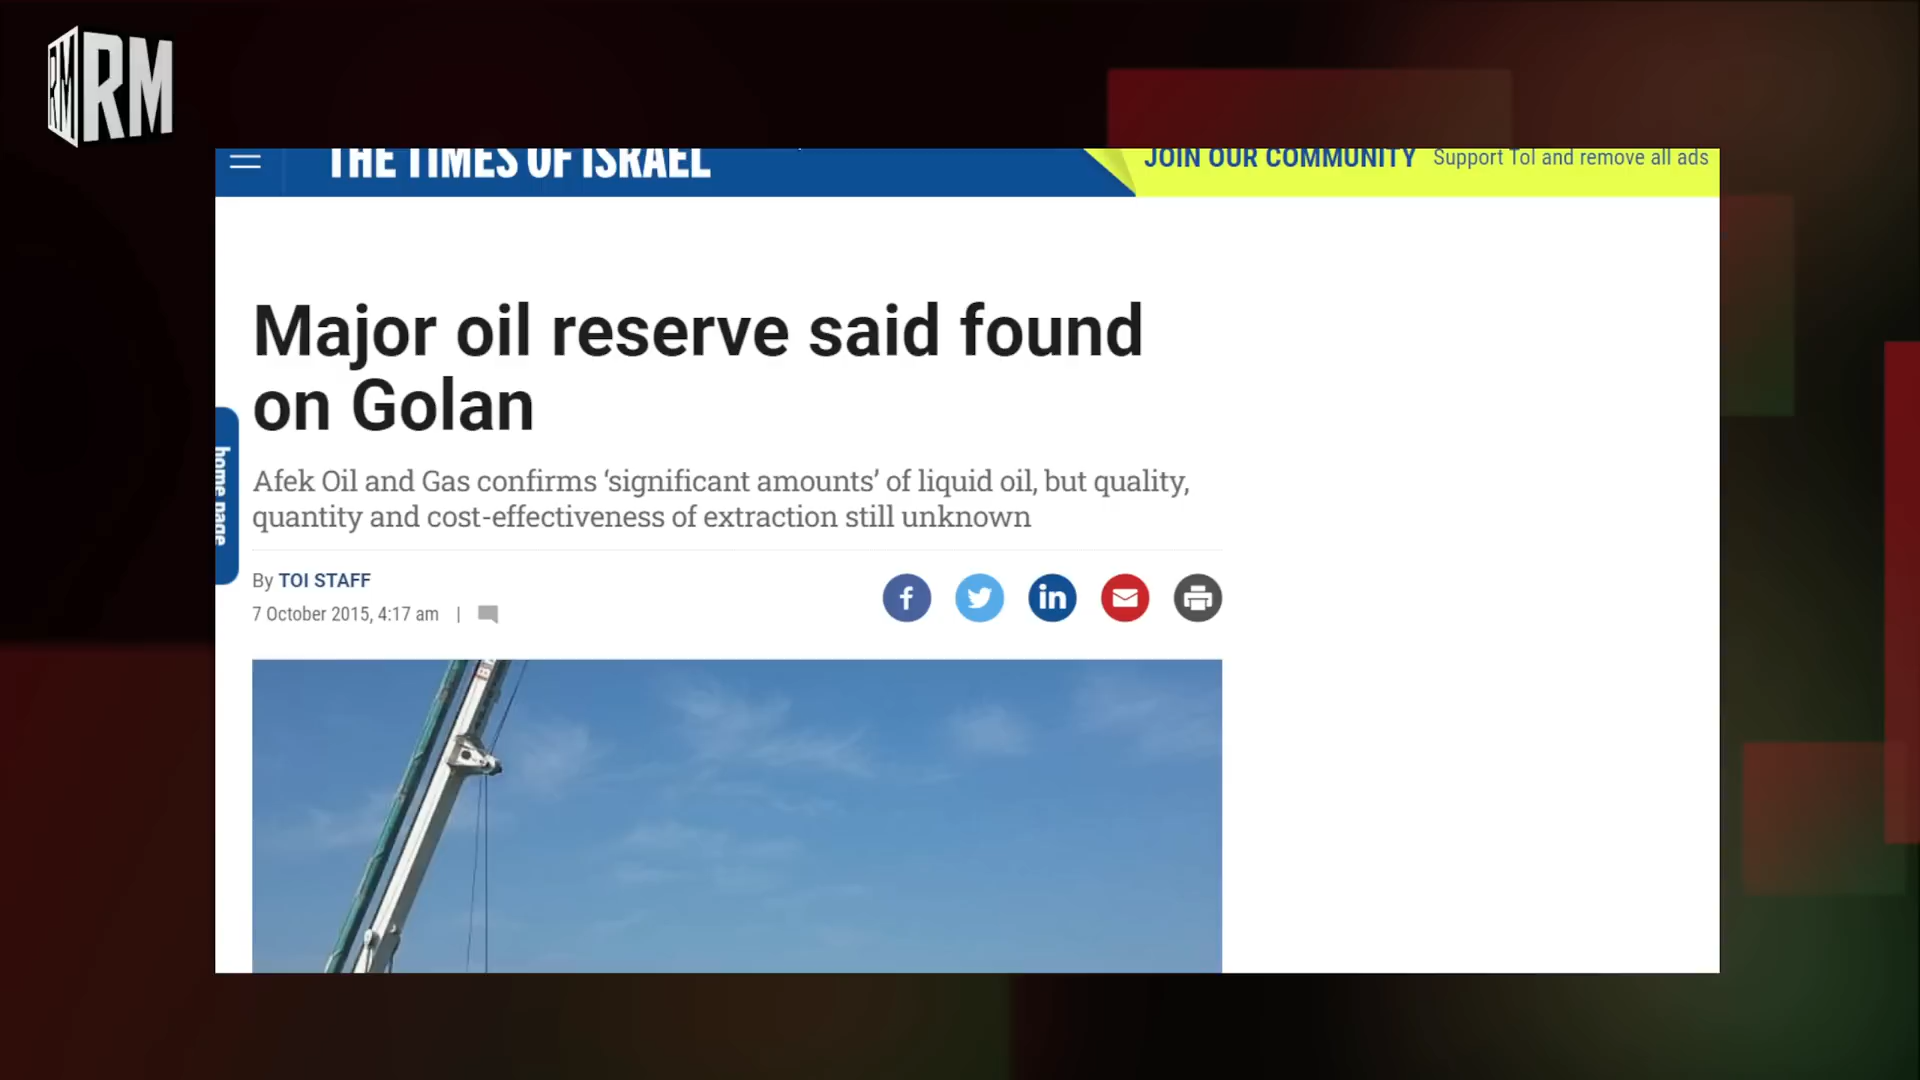 RM RM
THE TIMES OF ISRAEL
JOIN OUR COMMUNITY Support ToI and remove all ads
Major oil reserve said found
on Golan
home page
Afek Oil and Gas confirms ‘significant amounts’ of liquid oil, but quality,
quantity and cost-effectiveness of extraction still unknown
By TOI STAFF
7 October 2015, 4:17 am |
f
in